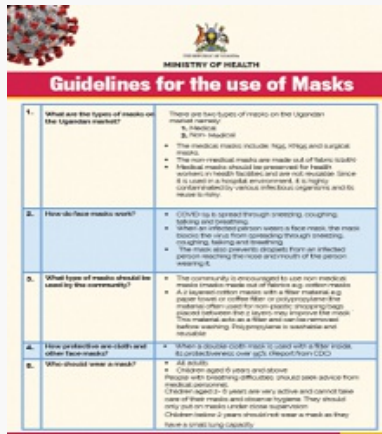 THE REPUBLIC OF UGANDA
MINISTRY OF HEALTH
Guidelines for the use of Masks
1.
What are the types of masks on
the Ugandan market?
There are two types of masks on the Ugandan
market namely:
1. Medical
2. Non-Medical
• The medical masks include: N95, KN95 and surgical
masks.
• The non-medical masks are made out of fabric (cloth)
• Medical masks should be preserved for health
workers in health facilities and are not reusable. Since
it is used in a hospital environment, it is highly
contaminated by various infectious organisms and its
reuse is risky.
2.
How do face masks work?
• COVID-19 is spread through sneezing, coughing,
talking and breathing.
• When an infected person wears a face mask, the mask
blocks the virus from spreading through sneezing,
coughing, talking and breathing.
• The mask also prevents droplets from an infected
person reaching the nose and mouth of the person
wearing it.
3.
What type of masks should be
used by the community?
• The community is encouraged to use non medical
masks (masks made out of fabrics e.g. cotton masks
• A 2 layered cotton masks with a filter material e.g.
paper towel or coffee filter or polypropylene (the
material often used for non-plastic shopping bags)
placed between the 2 layers may improve the mask.
This material acts as a filter and can be removed
before washing. Polypropylene is washable and
reusable
4.
How protective are cloth and
other face masks?
• When a double cloth mask is used with a filter inside,
its protectiveness over 95% (Report from CDC)
5.
Who should wear a mask?
• All adults
• Children aged 6 years and above
People with breathing difficulties should seek advice from
medical personnel.
Children aged 2-5 years are very active and cannot take
care of their masks and observe hygiene. They should
only put on masks under close supervision
Children below 2 years should not wear a mask as they
have a small lung capacity